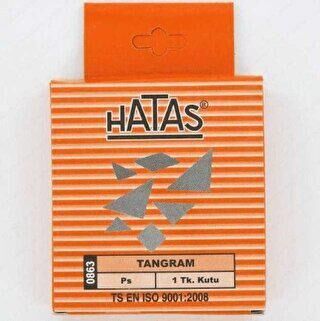 HATAS®
0863
TANGRAM
Ps 1 Tk. Kutu
TS EN ISO 9001:2008